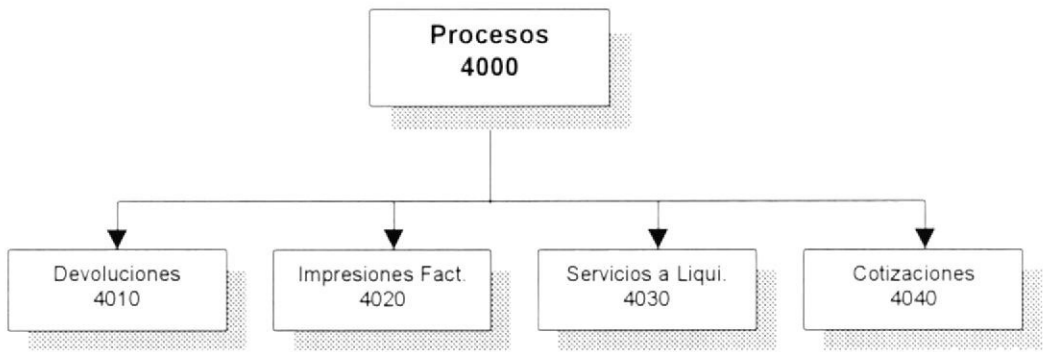 Procesos
4000
Devoluciones
4010
Impresiones Fact.
4020
Servicios a Liqui.
4030
Cotizaciones
4040